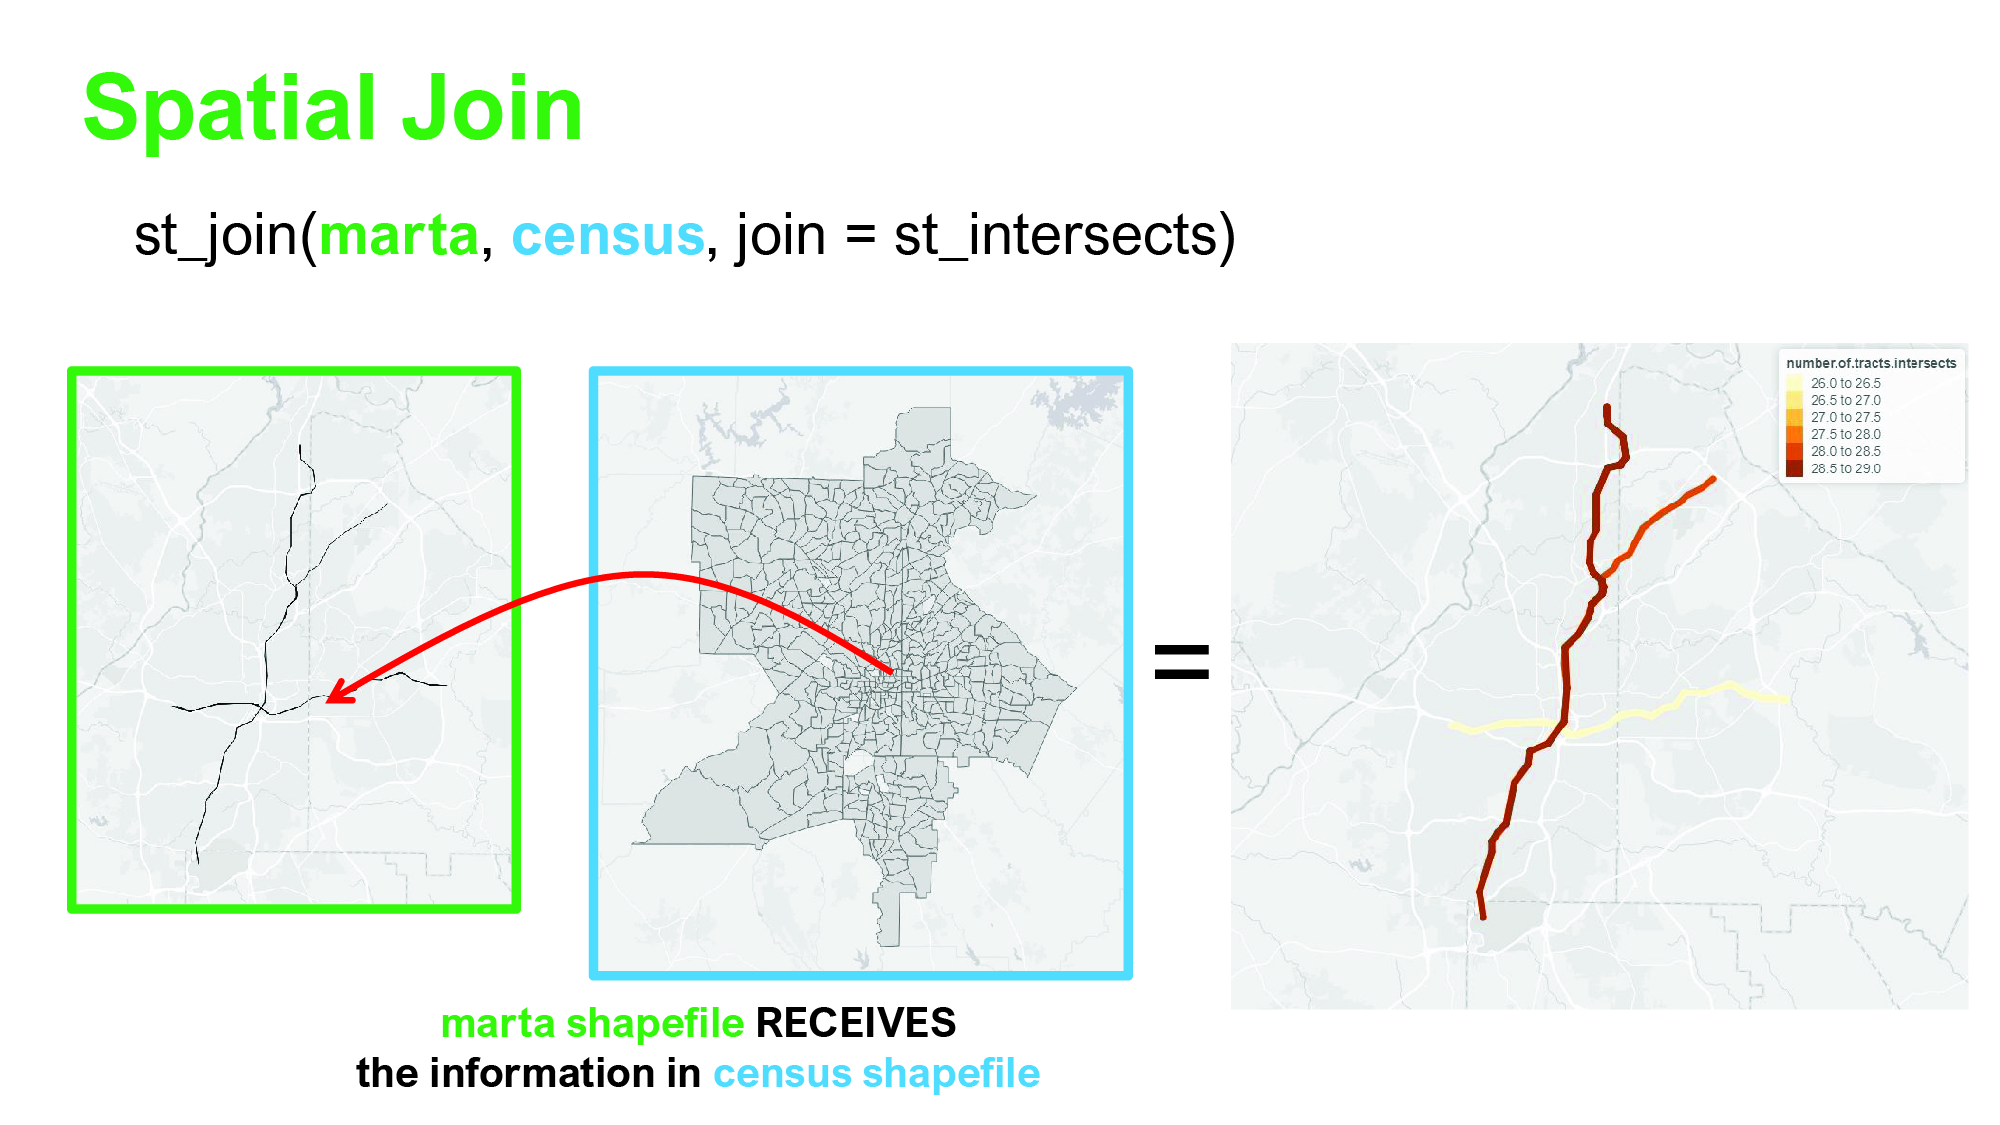 Spatial Join
st_join(marta, census, join = st_intersects)
number.of.tracts.intersects
26.0 to 26.5
26.5 to 27.0
27.0 to 27.5
27.5 to 28.0
28.0 to 28.5
28.5 to 29.0
=
marta shapefile RECEIVES
the information in census shapefile